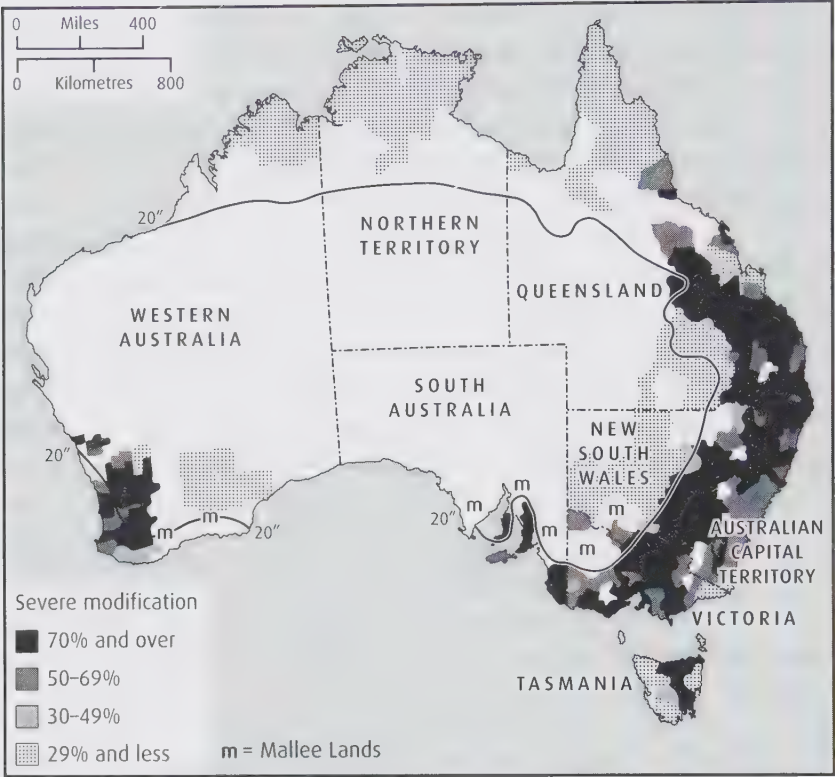 0 Miles 400
0 Kilometres 800
20"
NORTHERN
TERRITORY
QUEENSLAND
WESTERN
AUSTRALIA
SOUTH
AUSTRALIA
NEW
SOUTH
WALES
20"
m
m
m
20"
20"
m
m
m
m
AUSTRALIAN
CAPITAL
TERRITORY
VICTORIA
TASMANIA
Severe modification
70% and over
50–69%
30–49%
29% and less
m = Mallee Lands